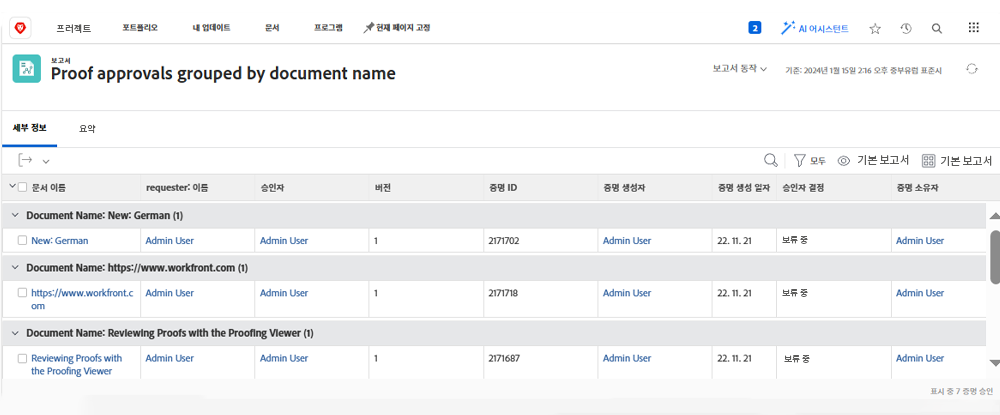 프러젝트 포트폴리오 내 업데이트 문서 프로그램 현재 페이지 고정 2 AI 어시스턴트
보고서
Proof approvals grouped by document name
보고서 동작 기준: 2024년 1월 15일 2:16 오후 중부유럽 표준시
세부 정보 요약
모두 기본 보고서 기본 보고서
문서 이름 requester: 이름 승인자 버전 증명 ID 증명 생성자 증명 생성 일자 승인자 결정 증명 소유자
Document Name: New: German (1)
New: German Admin User Admin User 1 2171702 Admin User 22. 11. 21 보류 중 Admin User
Document Name: https://www.workfront.com (1)
https://www.workfront.c Admin User Admin User 1 2171718 Admin User 22. 11. 21 보류 중 Admin User
om
Document Name: Reviewing Proofs with the Proofing Viewer (1)
Reviewing Proofs with Admin User Admin User 1 2171687 Admin User 22. 11. 21 보류 중 Admin User
the Proofing Viewer
표시 중 7 증명 승인